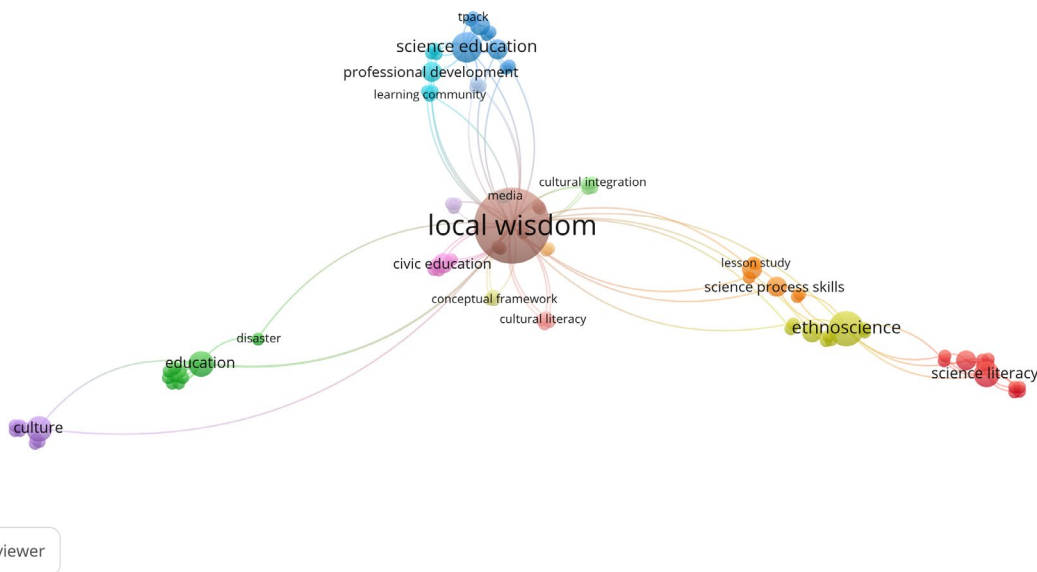 tpack
science education
professional development
learning community
cultural integration
media
local wisdom
civic education
lesson study
science process skills
conceptual framework
cultural literacy
ethnoscience
disaster
education
science literacy
culture
viewer